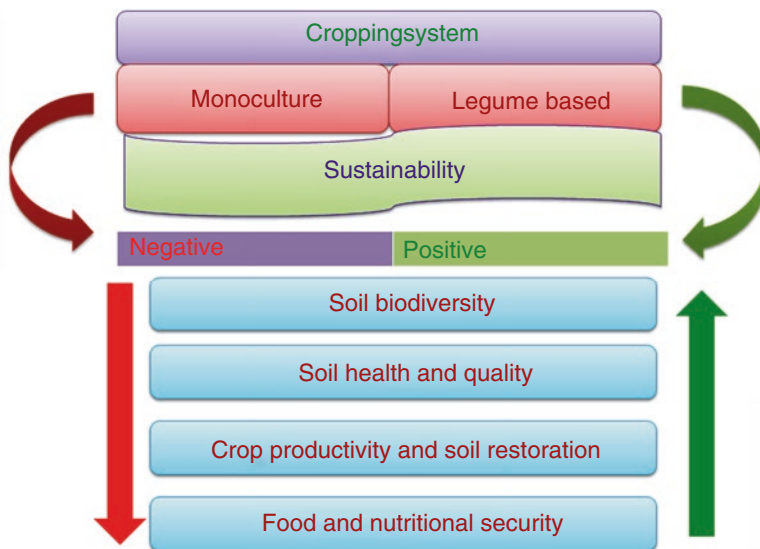 Croppingsystem
Monoculture
Legume based
Sustainability
Negative
Positive
Soil biodiversity
Soil health and quality
Crop productivity and soil restoration
Food and nutritional security